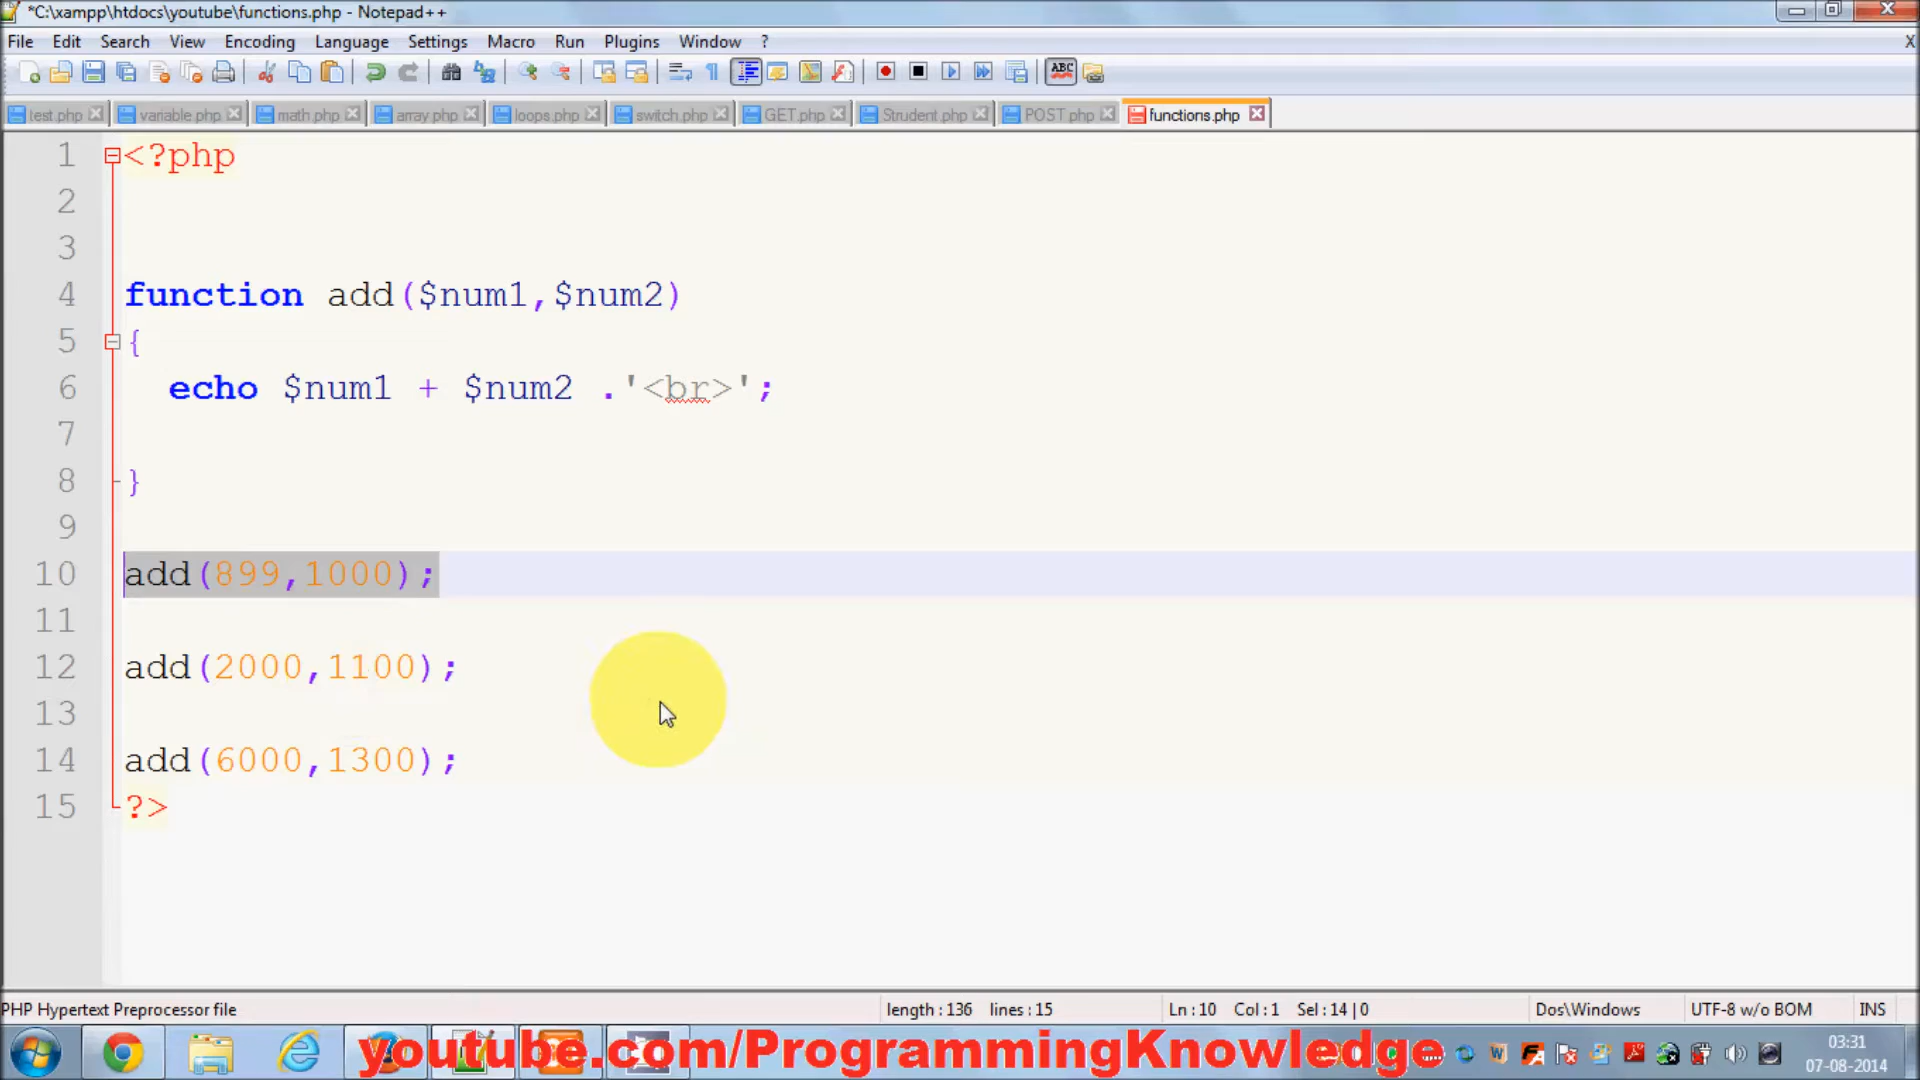 *C:\xampp\htdocs\youtube\functions.php - Notepad++
File Edit Search View Encoding Language Settings Macro Run Plugins Window ? X
ABC
test.php variable.php math.php array.php loops.php switch.php GET.php Strudent.php POST.php functions.php
1 <?php
2
3
4 function add($num1,$num2)
5 {
6 echo $num1 + $num2 .'<br>';
7
8 }
9
10 add(899,1000);
11
12 add(2000,1100);
13
14 add(6000,1300);
15 ?>
PHP Hypertext Preprocessor file length : 136 lines : 15 Ln : 10 Col : 1 Sel : 14 | 0 Dos\Windows UTF-8 w/o BOM INS
youtube.com/ProgrammingKnowledge
03:31
07-08-2014